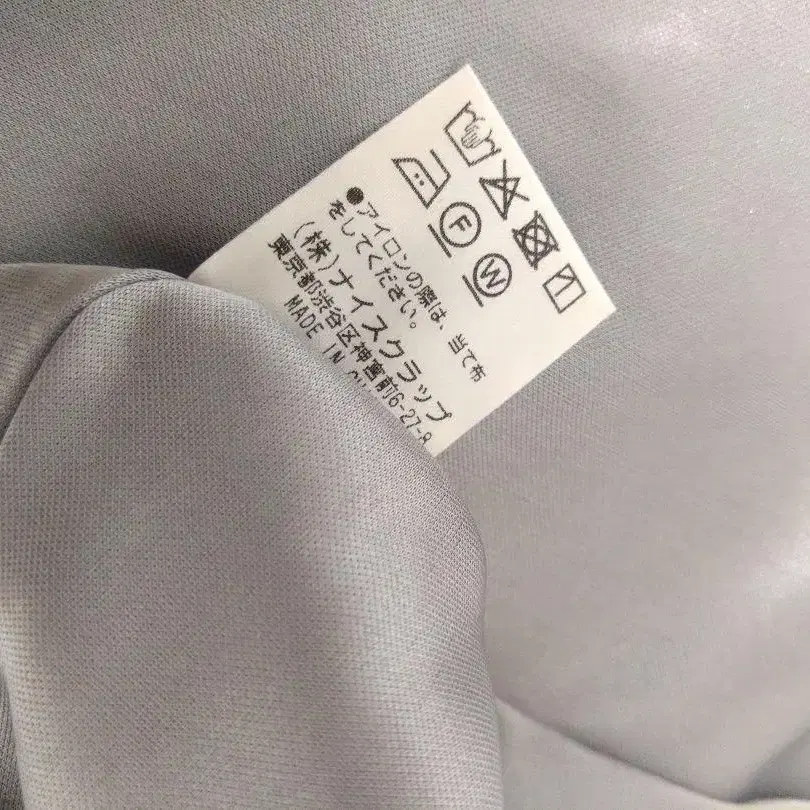 F
W
●アイロンの際は、当て布
をしてください。
(株)ナイスクラップ
東京都渋谷区神宮前6-27-8
MADE IN